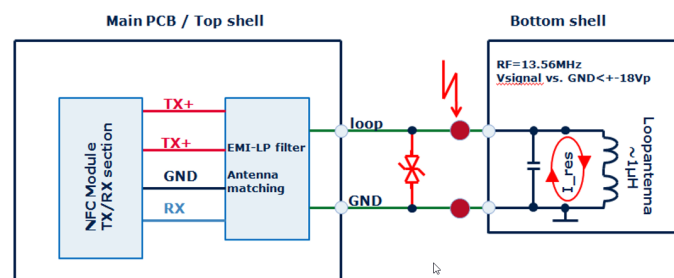 Main PCB / Top shell
Bottom shell
RF=13.56MHz
Vsignal vs. GND<+-18Vp
NFC Module
TX/RX section
TX+
TX+
GND
RX
EMI-LP filter
Antenna
matching
loop
GND
I_res
Loopantenna
~1µH